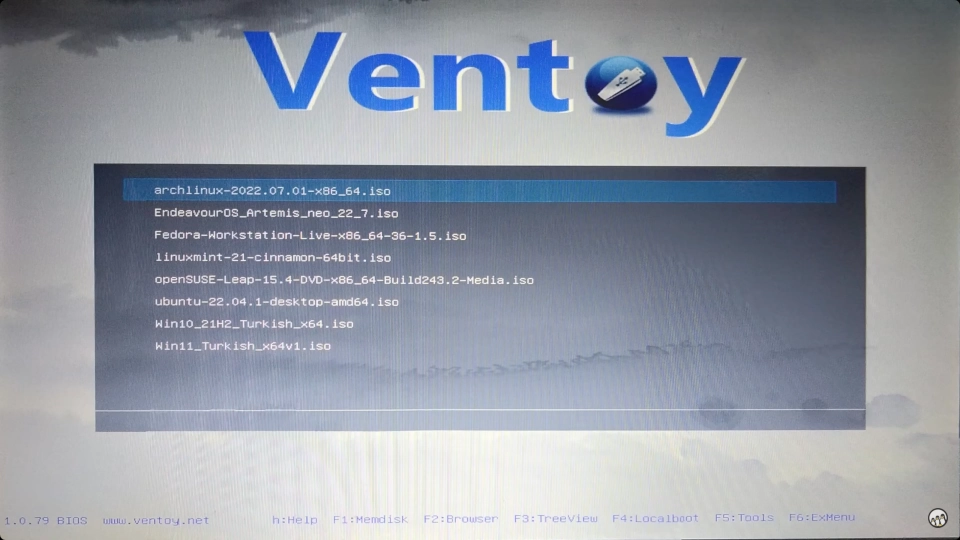 Ventoy
archlinux-2022.07.01-x86_64.iso
EndeavourOS_Artemis_neo_22_7.iso
Fedora-Workstation-Live-x86_64-36-1.5.iso
linuxmint-21-cinnamon-64bit.iso
openSUSE-Leap-15.4-DVD-x86_64-Build243.2-Media.iso
ubuntu-22.04.1-desktop-amd64.iso
Win10_21H2_Turkish_x64.iso
Win11_Turkish_x64v1.iso
1.0.79 BIOS www.ventoy.net h:Help F1:Memdisk F2:Browser F3:TreeView F4:Localboot F5:Tools F6:ExMenu